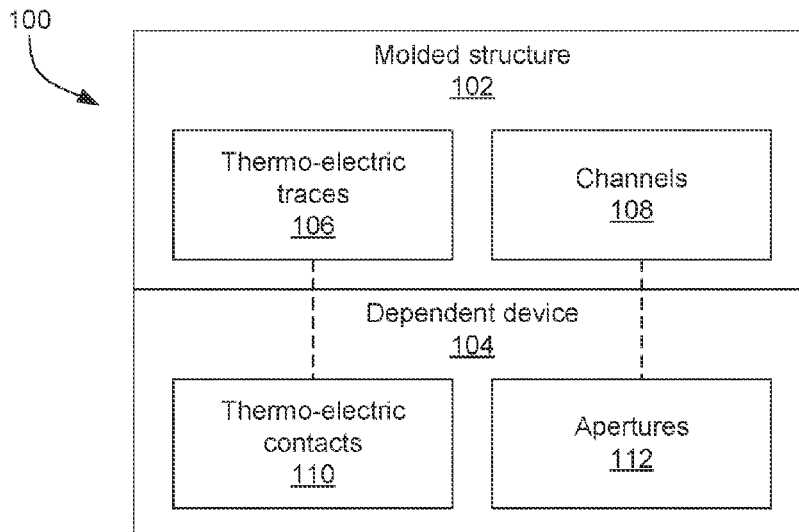 100
Molded structure
102
Thermo-electric
traces
106
Channels
108
Dependent device
104
Thermo-electric
contacts
110
Apertures
112